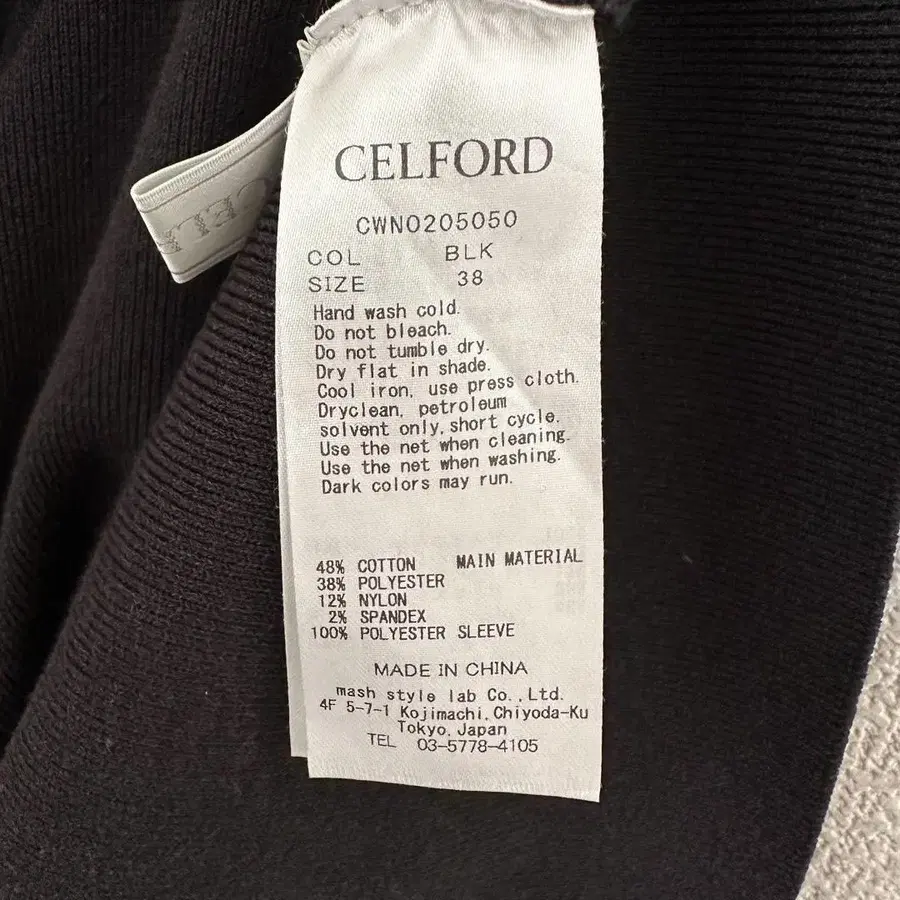 CELFORD
CWNO205050
COL BLK
SIZE 38
Hand wash cold.
Do not bleach.
Do not tumble dry.
Dry flat in shade.
Cool iron, use press cloth.
Dryclean, petroleum
solvent only, short cycle.
Use the net when cleaning.
Use the net when washing.
Dark colors may run.
48% COTTON MAIN MATERIAL
38% POLYESTER
12% NYLON
2% SPANDEX
100% POLYESTER SLEEVE
MADE IN CHINA
mash style lab Co., Ltd.
4F 5-7-1 Kojimachi, Chiyoda-Ku
Tokyo, Japan
TEL 03-5778-4105